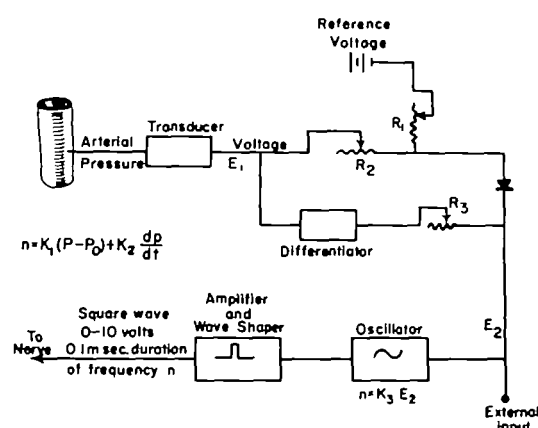 Reference
Voltage
R₁
Transducer
Arterial
Pressure
Voltage
E₁
R₂
R₃
Differentiator
n=K₁(P-P₀)+K₂ dp/dt
Square wave
0-10 volts
0.1 m sec. duration
of frequency n
To
Nerve
Amplifier
and
Wave Shaper
Oscillator
n=K₃ E₂
E₂
External
input